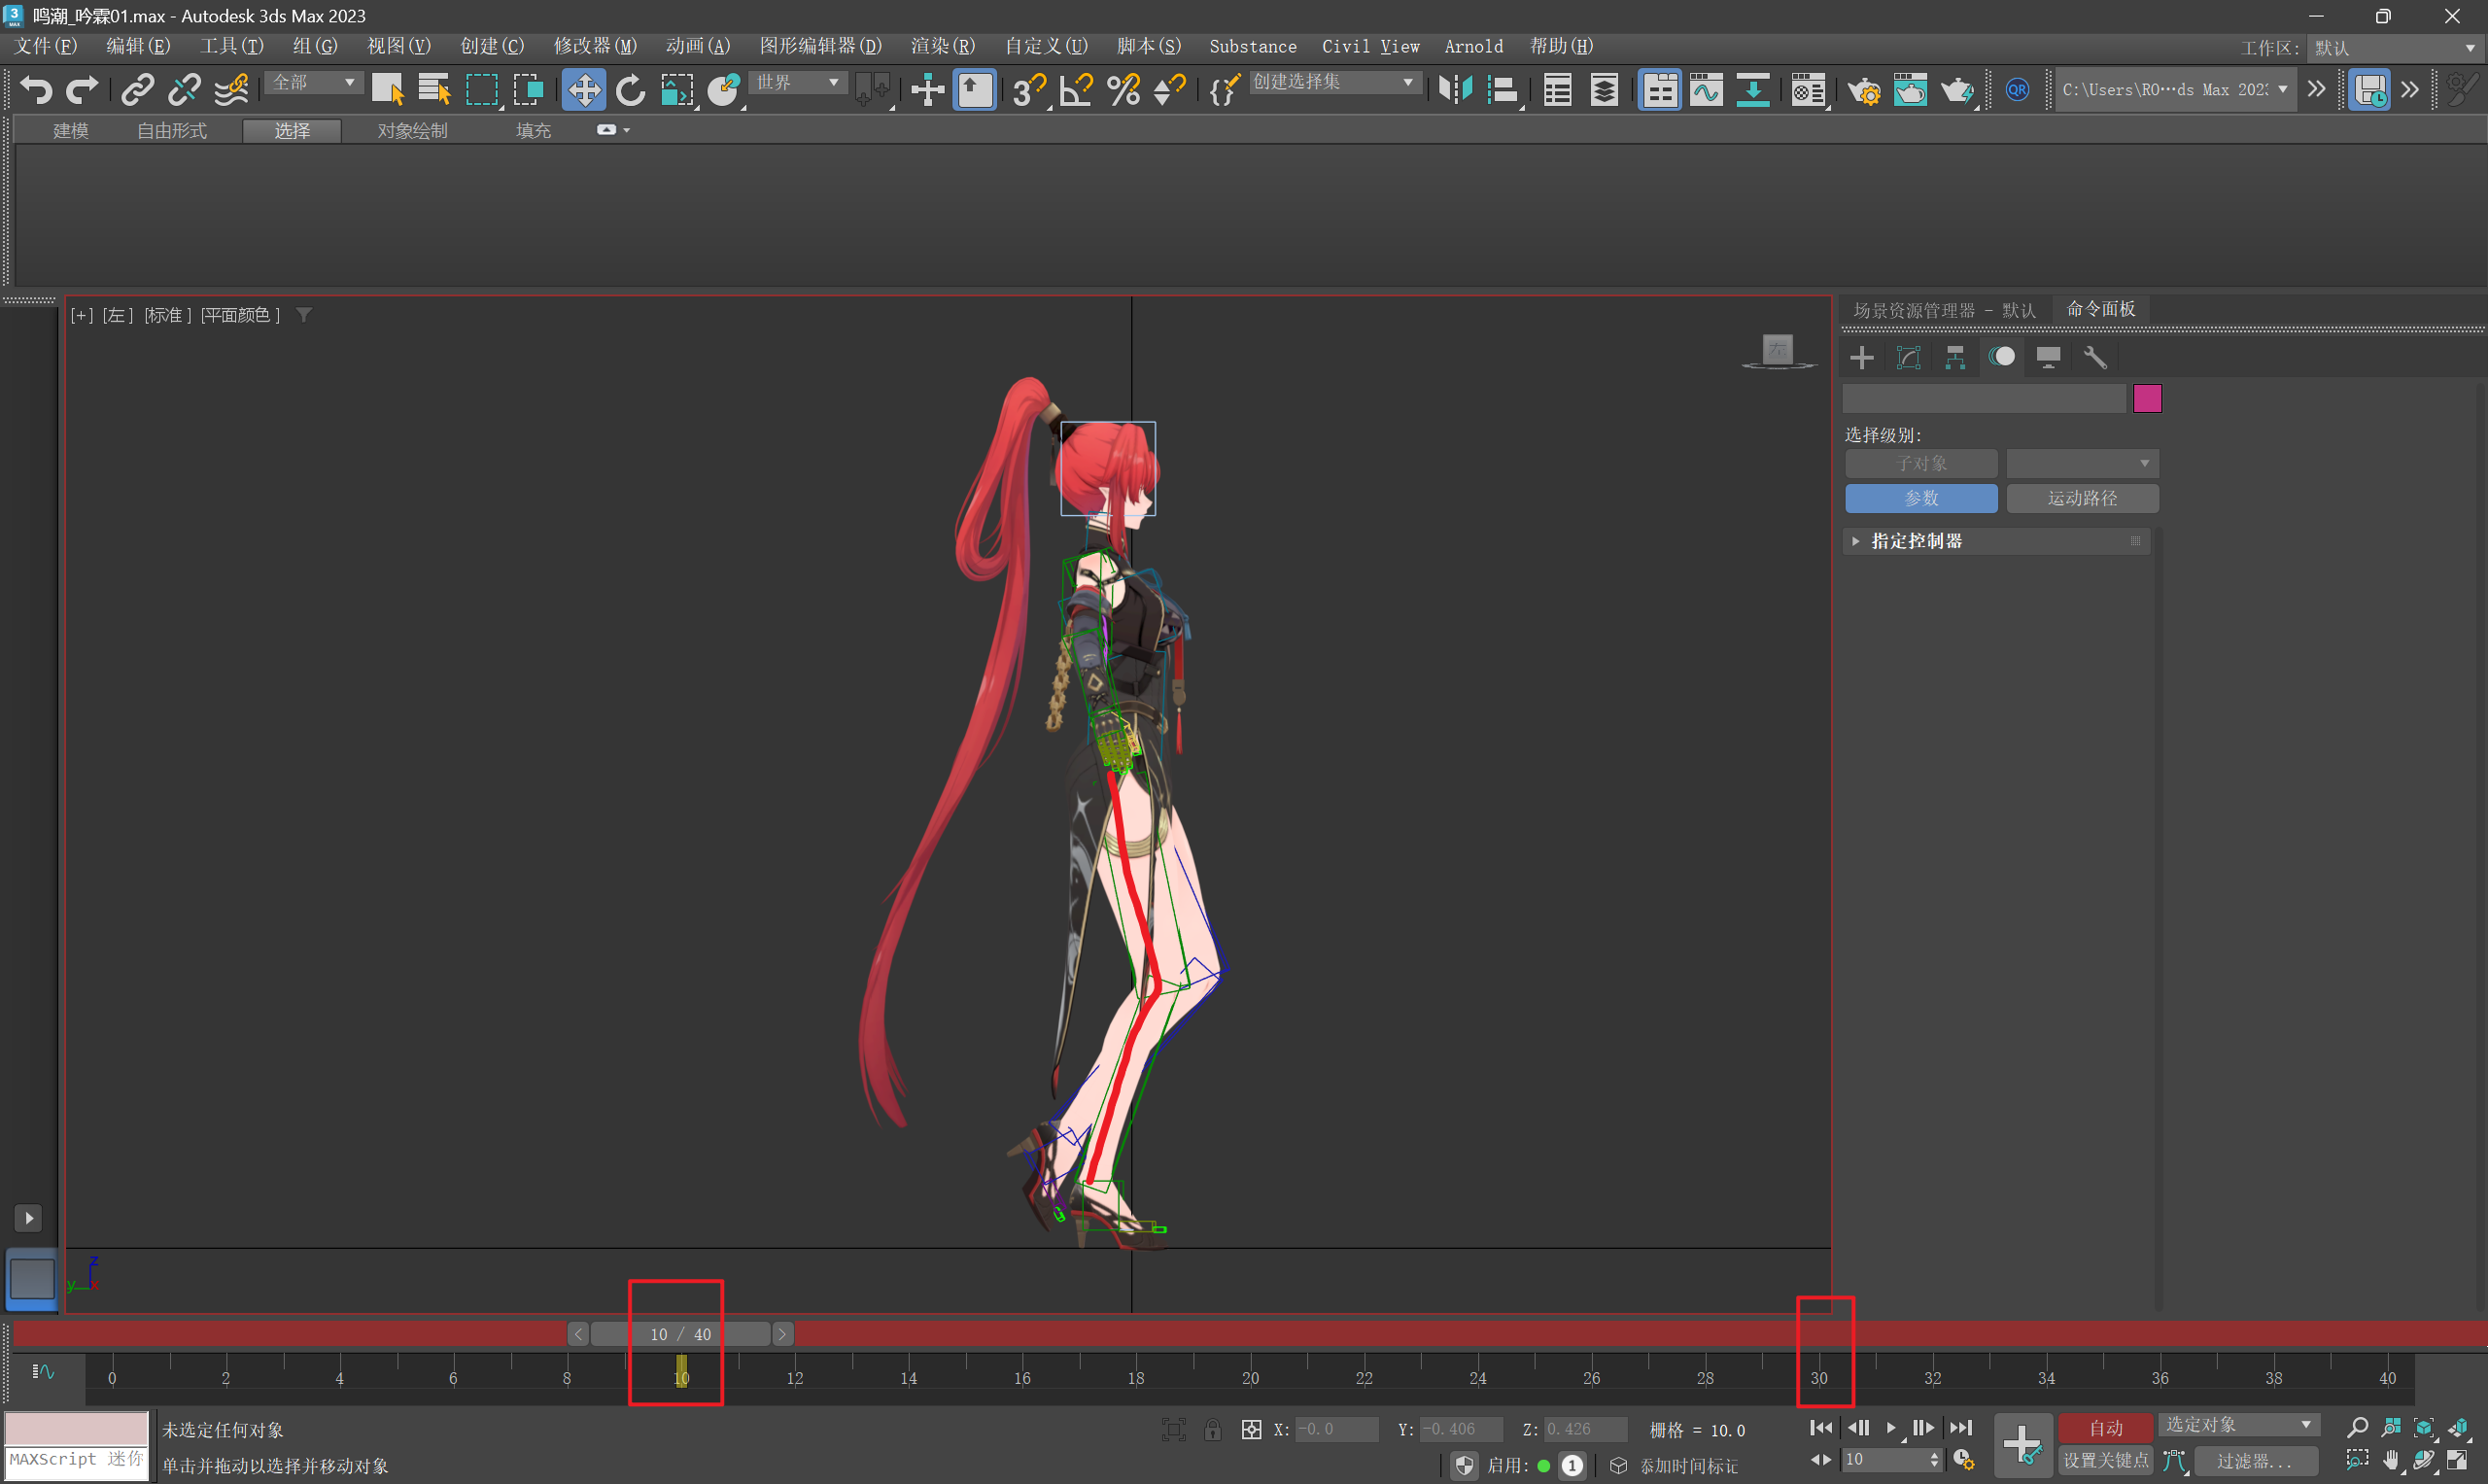 鸣潮_吟霖01.max - Autodesk 3ds Max 2023
文件(F) 编辑(E) 工具(T) 组(G) 视图(V) 创建(C) 修改器(M) 动画(A) 图形编辑器(D) 渲染(R) 自定义(U) 脚本(S) Substance Civil View Arnold 帮助(H) 工作区: 默认
全部 世界 创建选择集 QR C:\Users\RO···ds Max 202
建模 自由形式 选择 对象绘制 填充
[+] [左] [标准] [平面颜色]
场景资源管理器 - 默认 命令面板
选择级别:
子对象
参数 运动路径
指定控制器
z
y x
10 / 40
0 2 4 6 8 10 12 14 16 18 20 22 24 26 28 30 32 34 36 38 40
未选定任何对象 X: -0.0 Y: -0.406 Z: 0.426 栅格 = 10.0 自动 选定对象
MAXScript 迷你 单击并拖动以选择并移动对象 启用: 1 添加时间标记 10 设置关键点 过滤器...